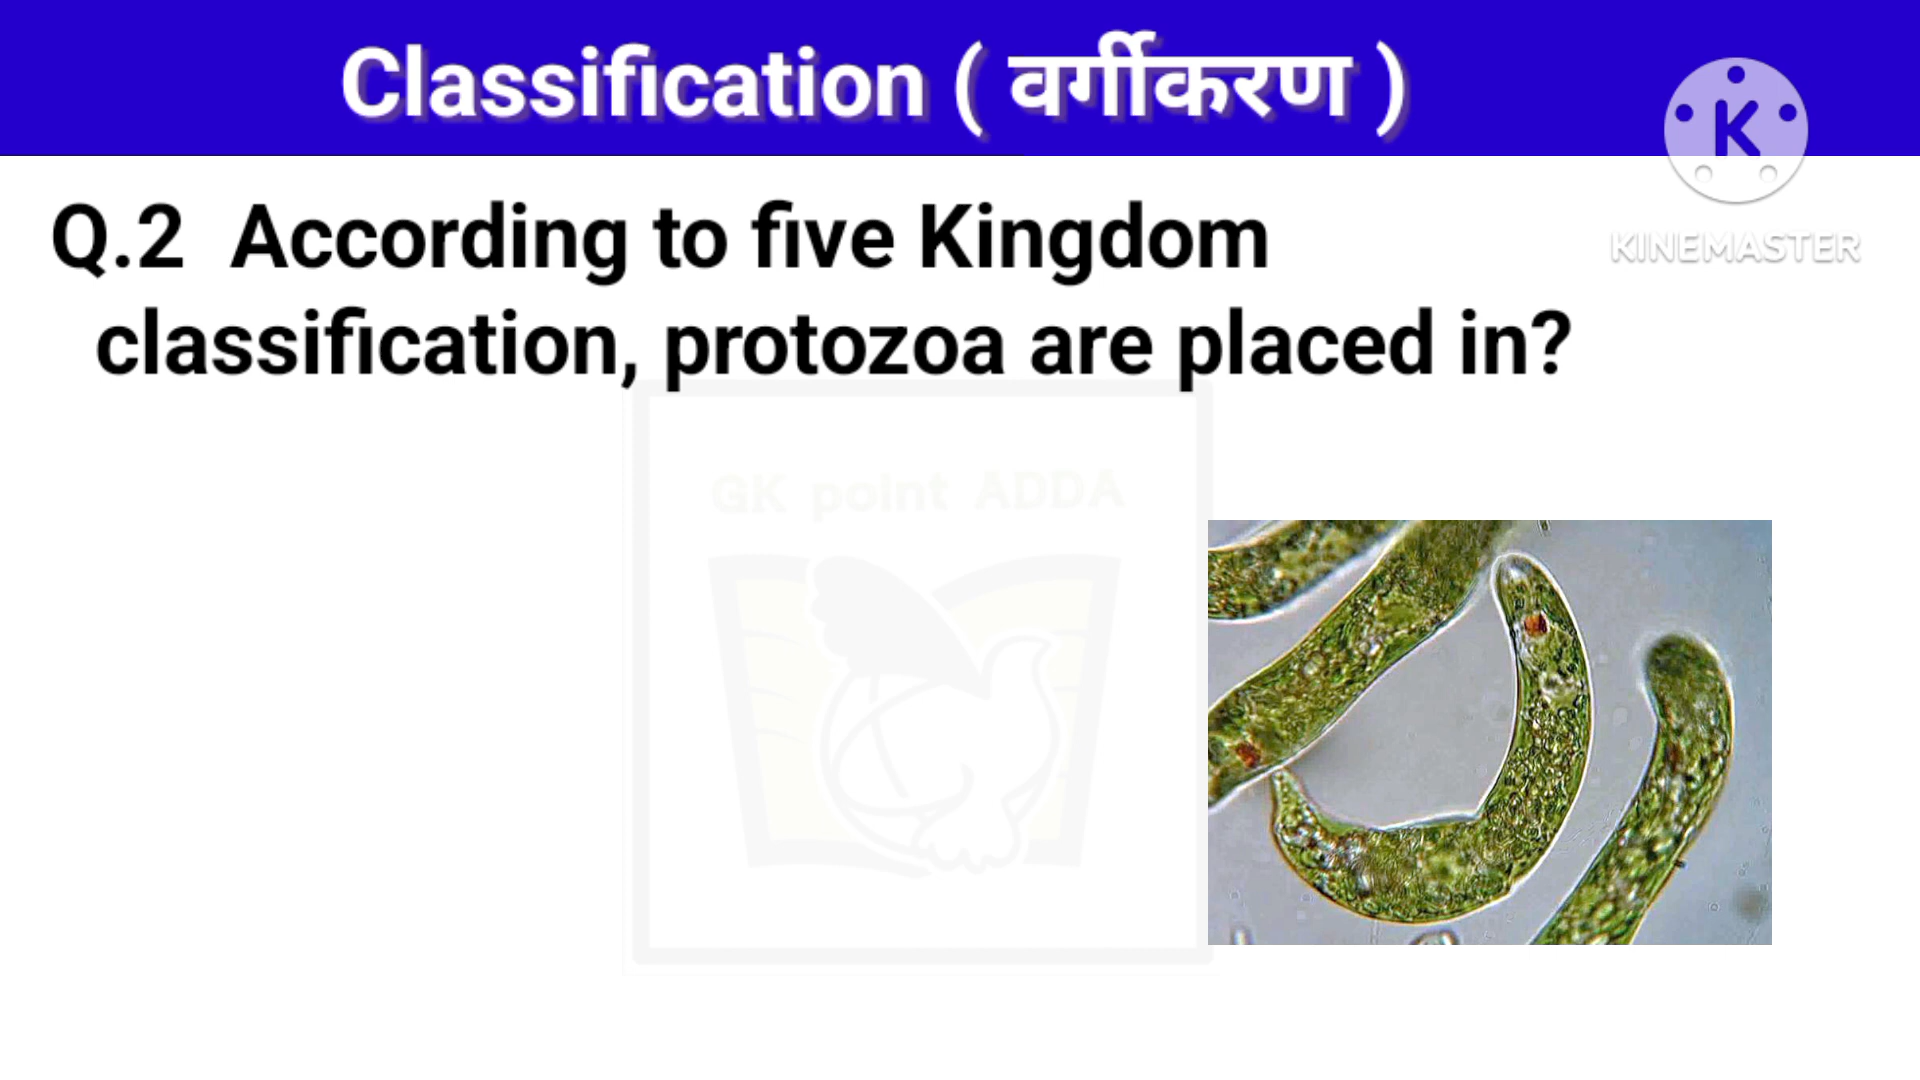 Classification ( वर्गीकरण )
K
KINEMASTER
Q.2 According to five Kingdom
classification, protozoa are placed in?
GK point ADDA